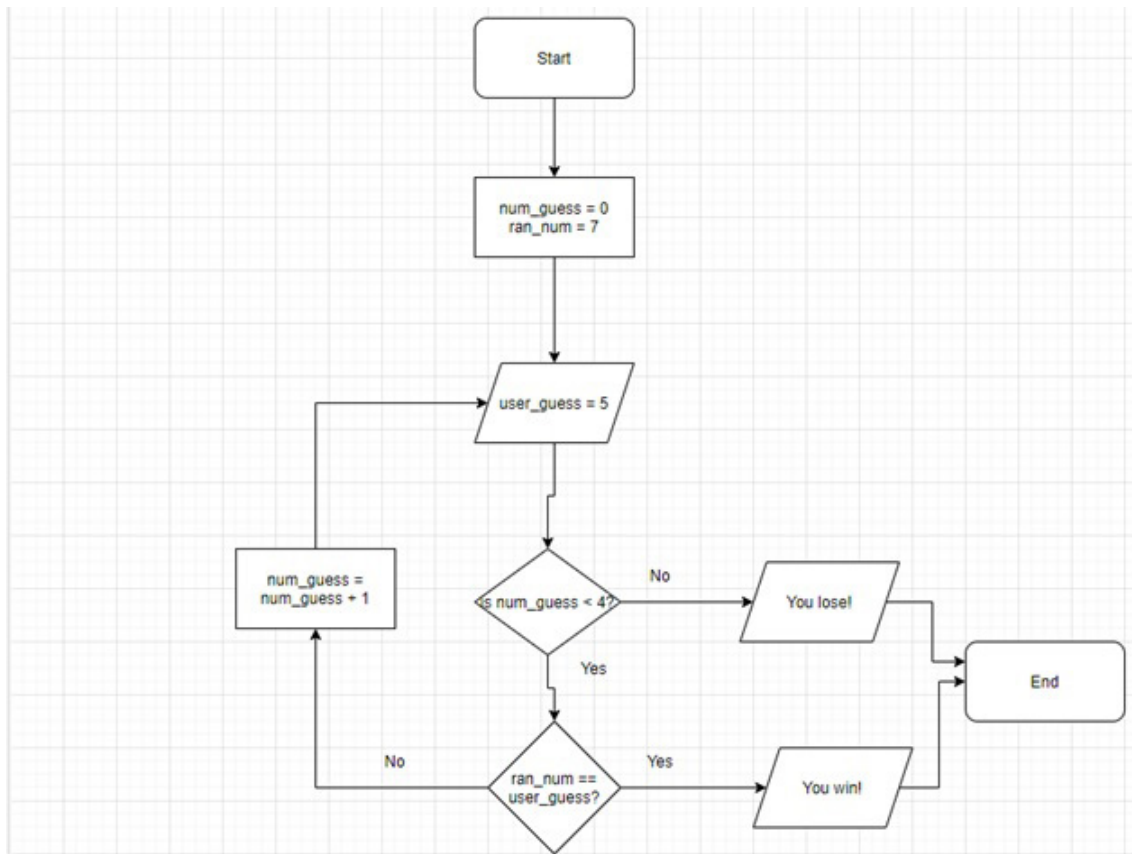 Start
num_guess = 0
ran_num = 7
user_guess = 5
num_guess =
num_guess + 1
is num_guess < 4?
No
You lose!
Yes
End
No
ran_num ==
user_guess?
Yes
You win!